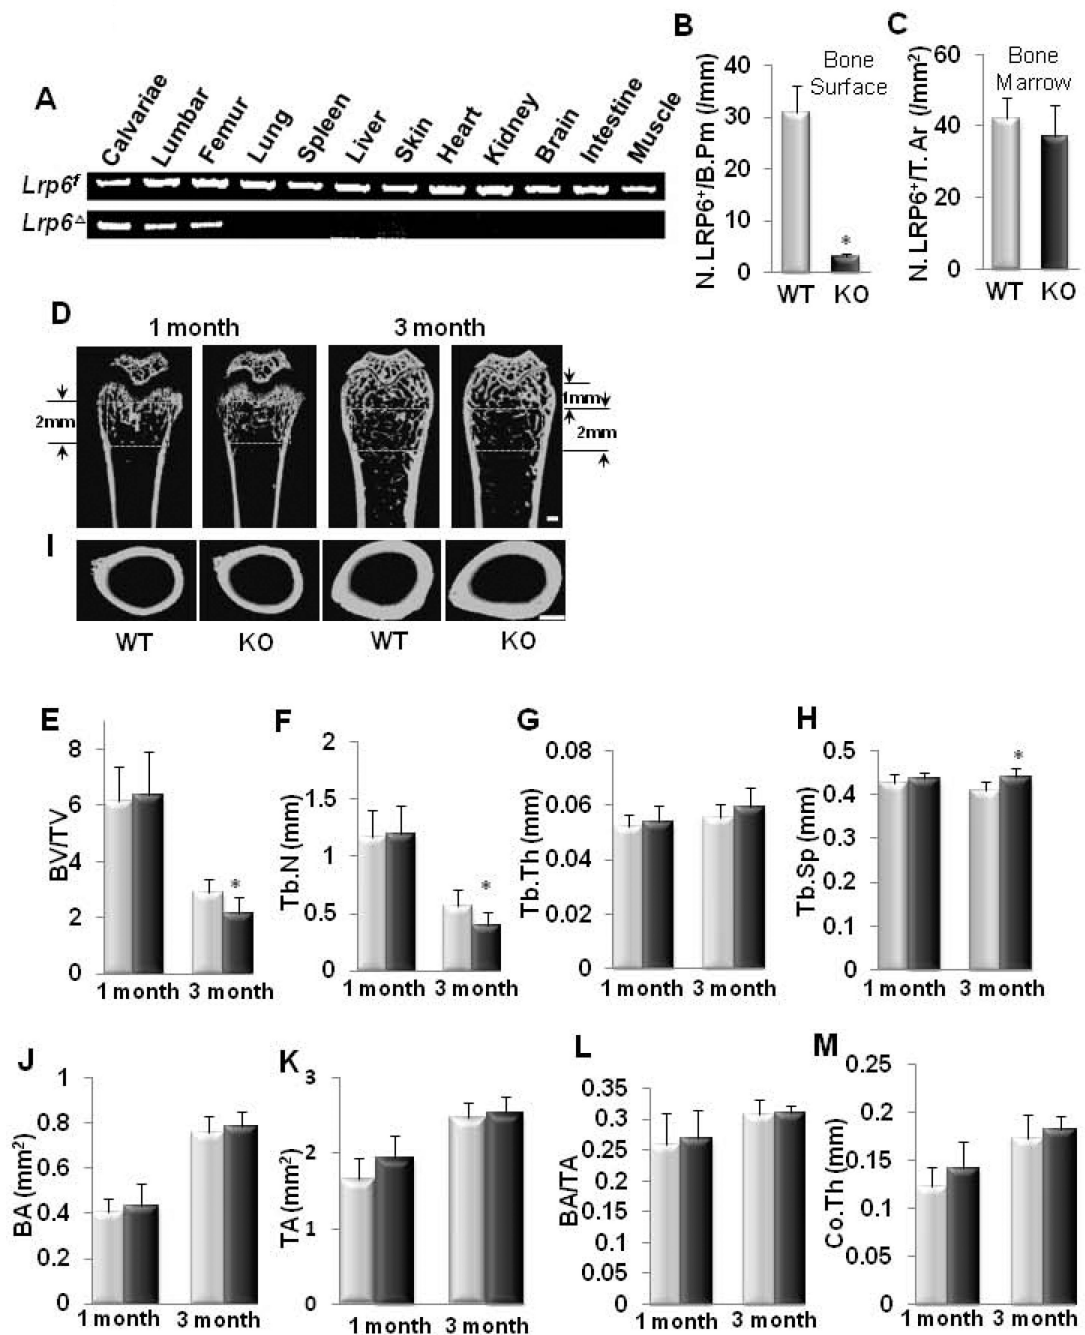 A
Calvariae
Lumbar
Femur
Lung
Spleen
Liver
Skin
Heart
Kidney
Brain
Intestine
Muscle
Lrp6ᶠ
Lrp6△
B
Bone
Surface
N. LRP6⁺/B.Pm (/mm)
40
30
20
10
0
*
WT
KO
C
Bone
Marrow
N. LRP6⁺/T. Ar (/mm²)
60
40
20
0
WT
KO
D
1 month
3 month
2mm
1mm
2mm
I
WT
KO
WT
KO
E
BV/TV
8
6
4
2
0
*
1 month
3 month
F
Tb.N (mm)
2
1.5
1
0.5
0
*
1 month
3 month
G
Tb.Th (mm)
0.08
0.06
0.04
0.02
0
1 month
3 month
H
Tb.Sp (mm)
0.5
0.4
0.3
0.2
0.1
0
*
1 month
3 month
J
BA (mm²)
1
0.8
0.6
0.4
0.2
0
1 month
3 month
K
TA (mm²)
3
2
1
0
1 month
3 month
L
BA/TA
0.35
0.3
0.25
0.2
0.15
0.1
0.05
0
1 month
3 month
M
Co.Th (mm)
0.25
0.2
0.15
0.1
0.05
0
1 month
3 month